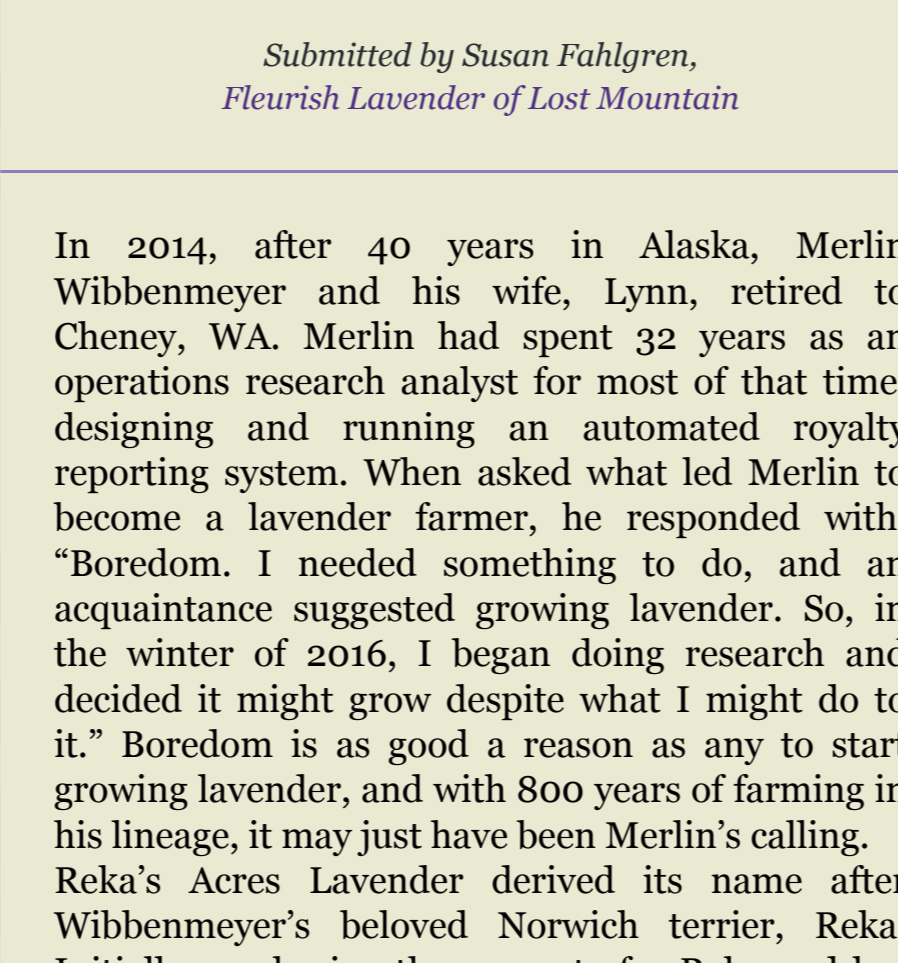 Submitted by Susan Fahlgren,
Fleurish Lavender of Lost Mountain
In 2014, after 40 years in Alaska, Merlin
Wibbenmeyer and his wife, Lynn, retired to
Cheney, WA. Merlin had spent 32 years as an
operations research analyst for most of that time
designing and running an automated royalty
reporting system. When asked what led Merlin to
become a lavender farmer, he responded with
“Boredom. I needed something to do, and an
acquaintance suggested growing lavender. So, in
the winter of 2016, I began doing research and
decided it might grow despite what I might do to
it.” Boredom is as good a reason as any to start
growing lavender, and with 800 years of farming in
his lineage, it may just have been Merlin’s calling.
Reka’s Acres Lavender derived its name after
Wibbenmeyer’s beloved Norwich terrier, Reka